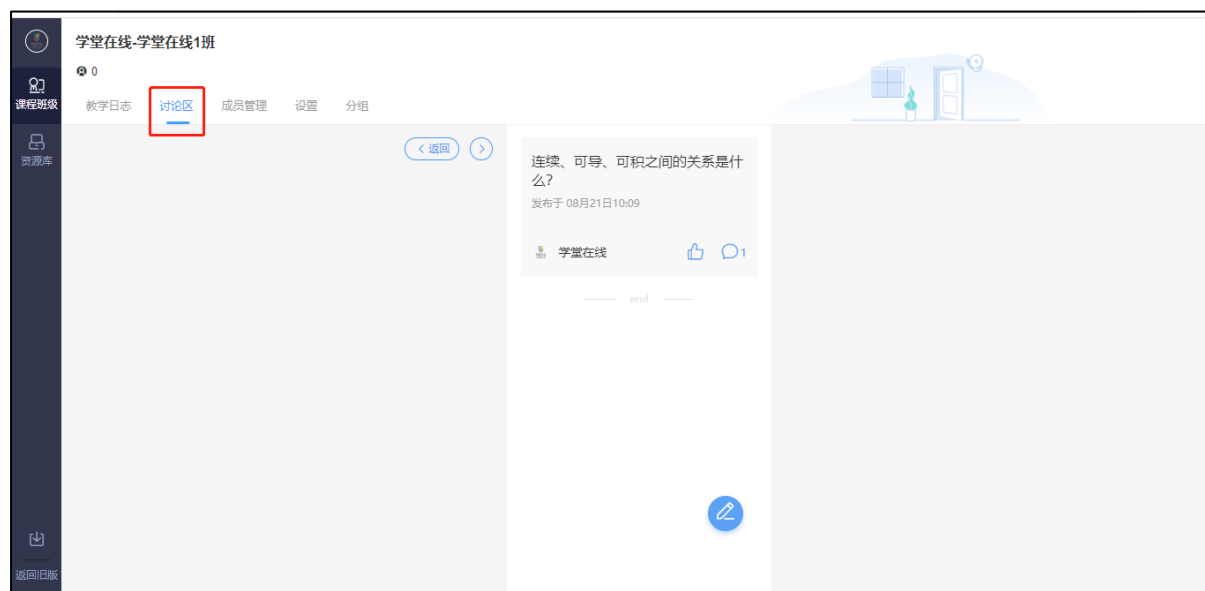 学堂在线-学堂在线1班
0
课程班级
教学日志 讨论区 成员管理 设置 分组
资源库
返回
连续、可导、可积之间的关系是什
么?
发布于 08月21日10:09
学堂在线 1
end
返回旧版